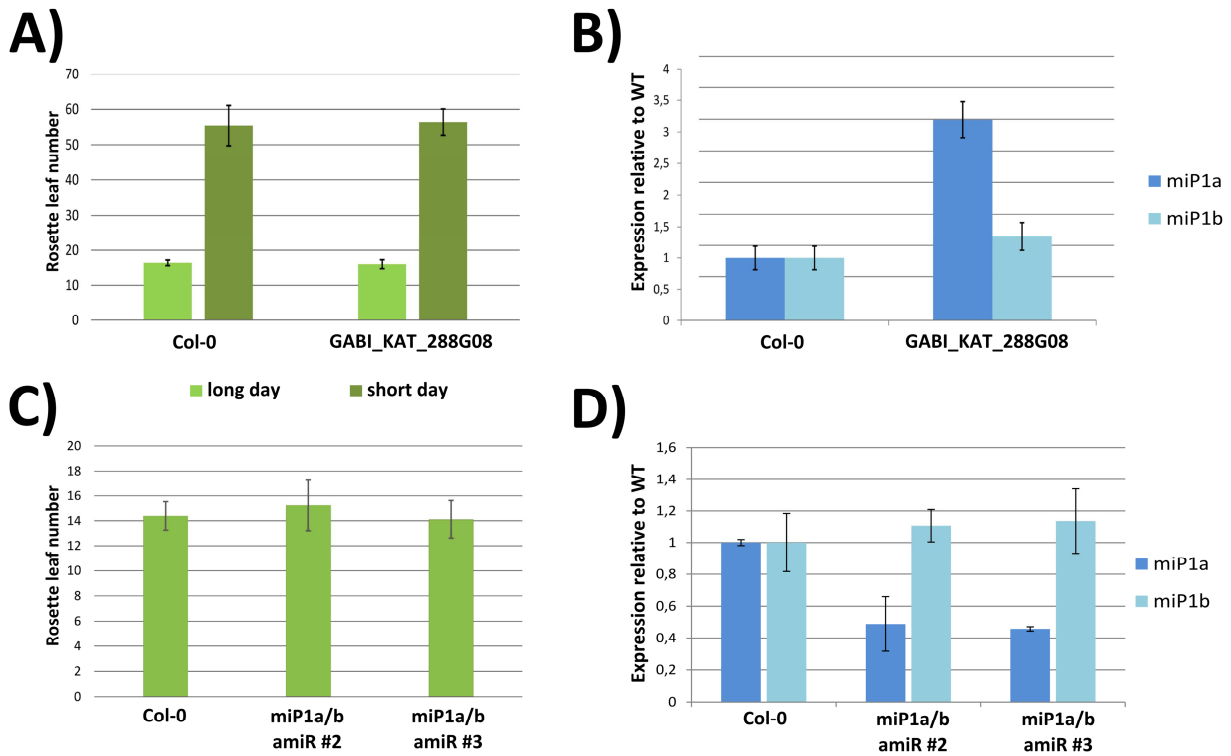 A)
Rosette leaf number
70
60
50
40
30
20
10
0
Col-0
GABI_KAT_288G08
long day
short day
B)
Expression relative to WT
4
3,5
3
2,5
2
1,5
1
0,5
0
Col-0
GABI_KAT_288G08
miP1a
miP1b
C)
Rosette leaf number
20
18
16
14
12
10
8
6
4
2
0
Col-0
miP1a/b
amiR #2
miP1a/b
amiR #3
D)
Expression relative to WT
1,6
1,4
1,2
1
0,8
0,6
0,4
0,2
0
Col-0
miP1a/b
amiR #2
miP1a/b
amiR #3
miP1a
miP1b